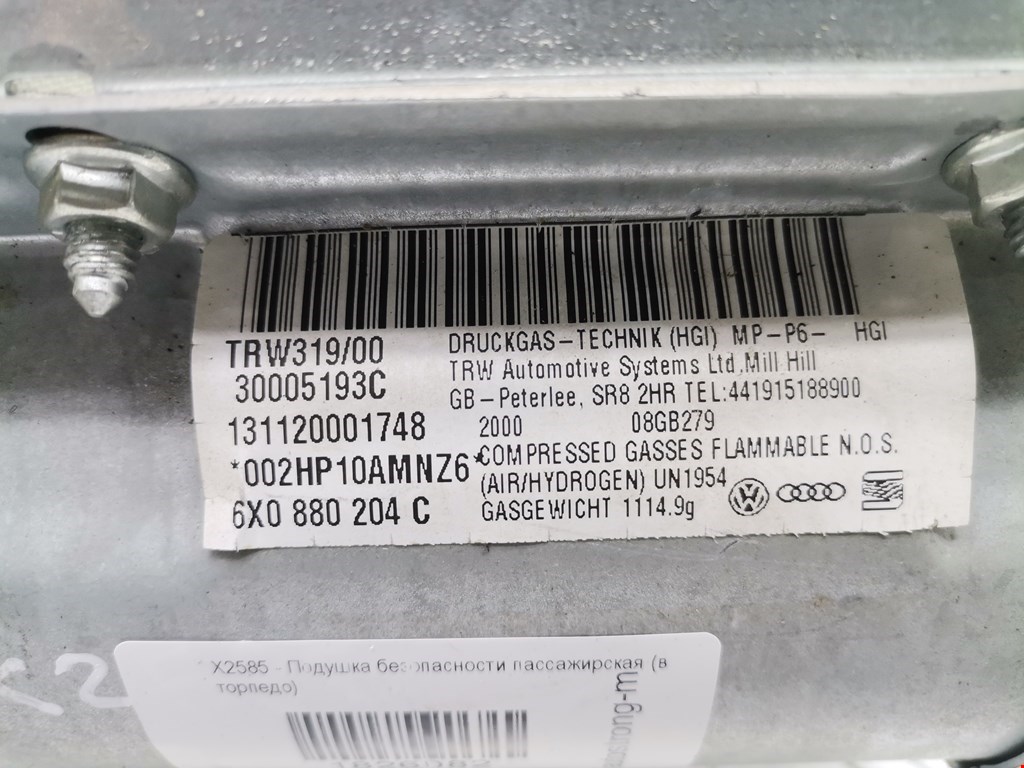 TRW319/00
30005193C
131120001748
*002HP10AMNZ6*
6X0 880 204 C
DRUCKGAS-TECHNIK (HGI) MP-P6- HGI
TRW Automotive Systems Ltd, Mill Hill
GB-Peterlee, SR8 2HR TEL:441915188900
2000 08GB279
COMPRESSED GASSES FLAMMABLE N.O.S.
(AIR/HYDROGEN) UN1954
GASGEWICHT 1114.9g
X2585 - Подушка безопасности пассажирская (в
торпедо)